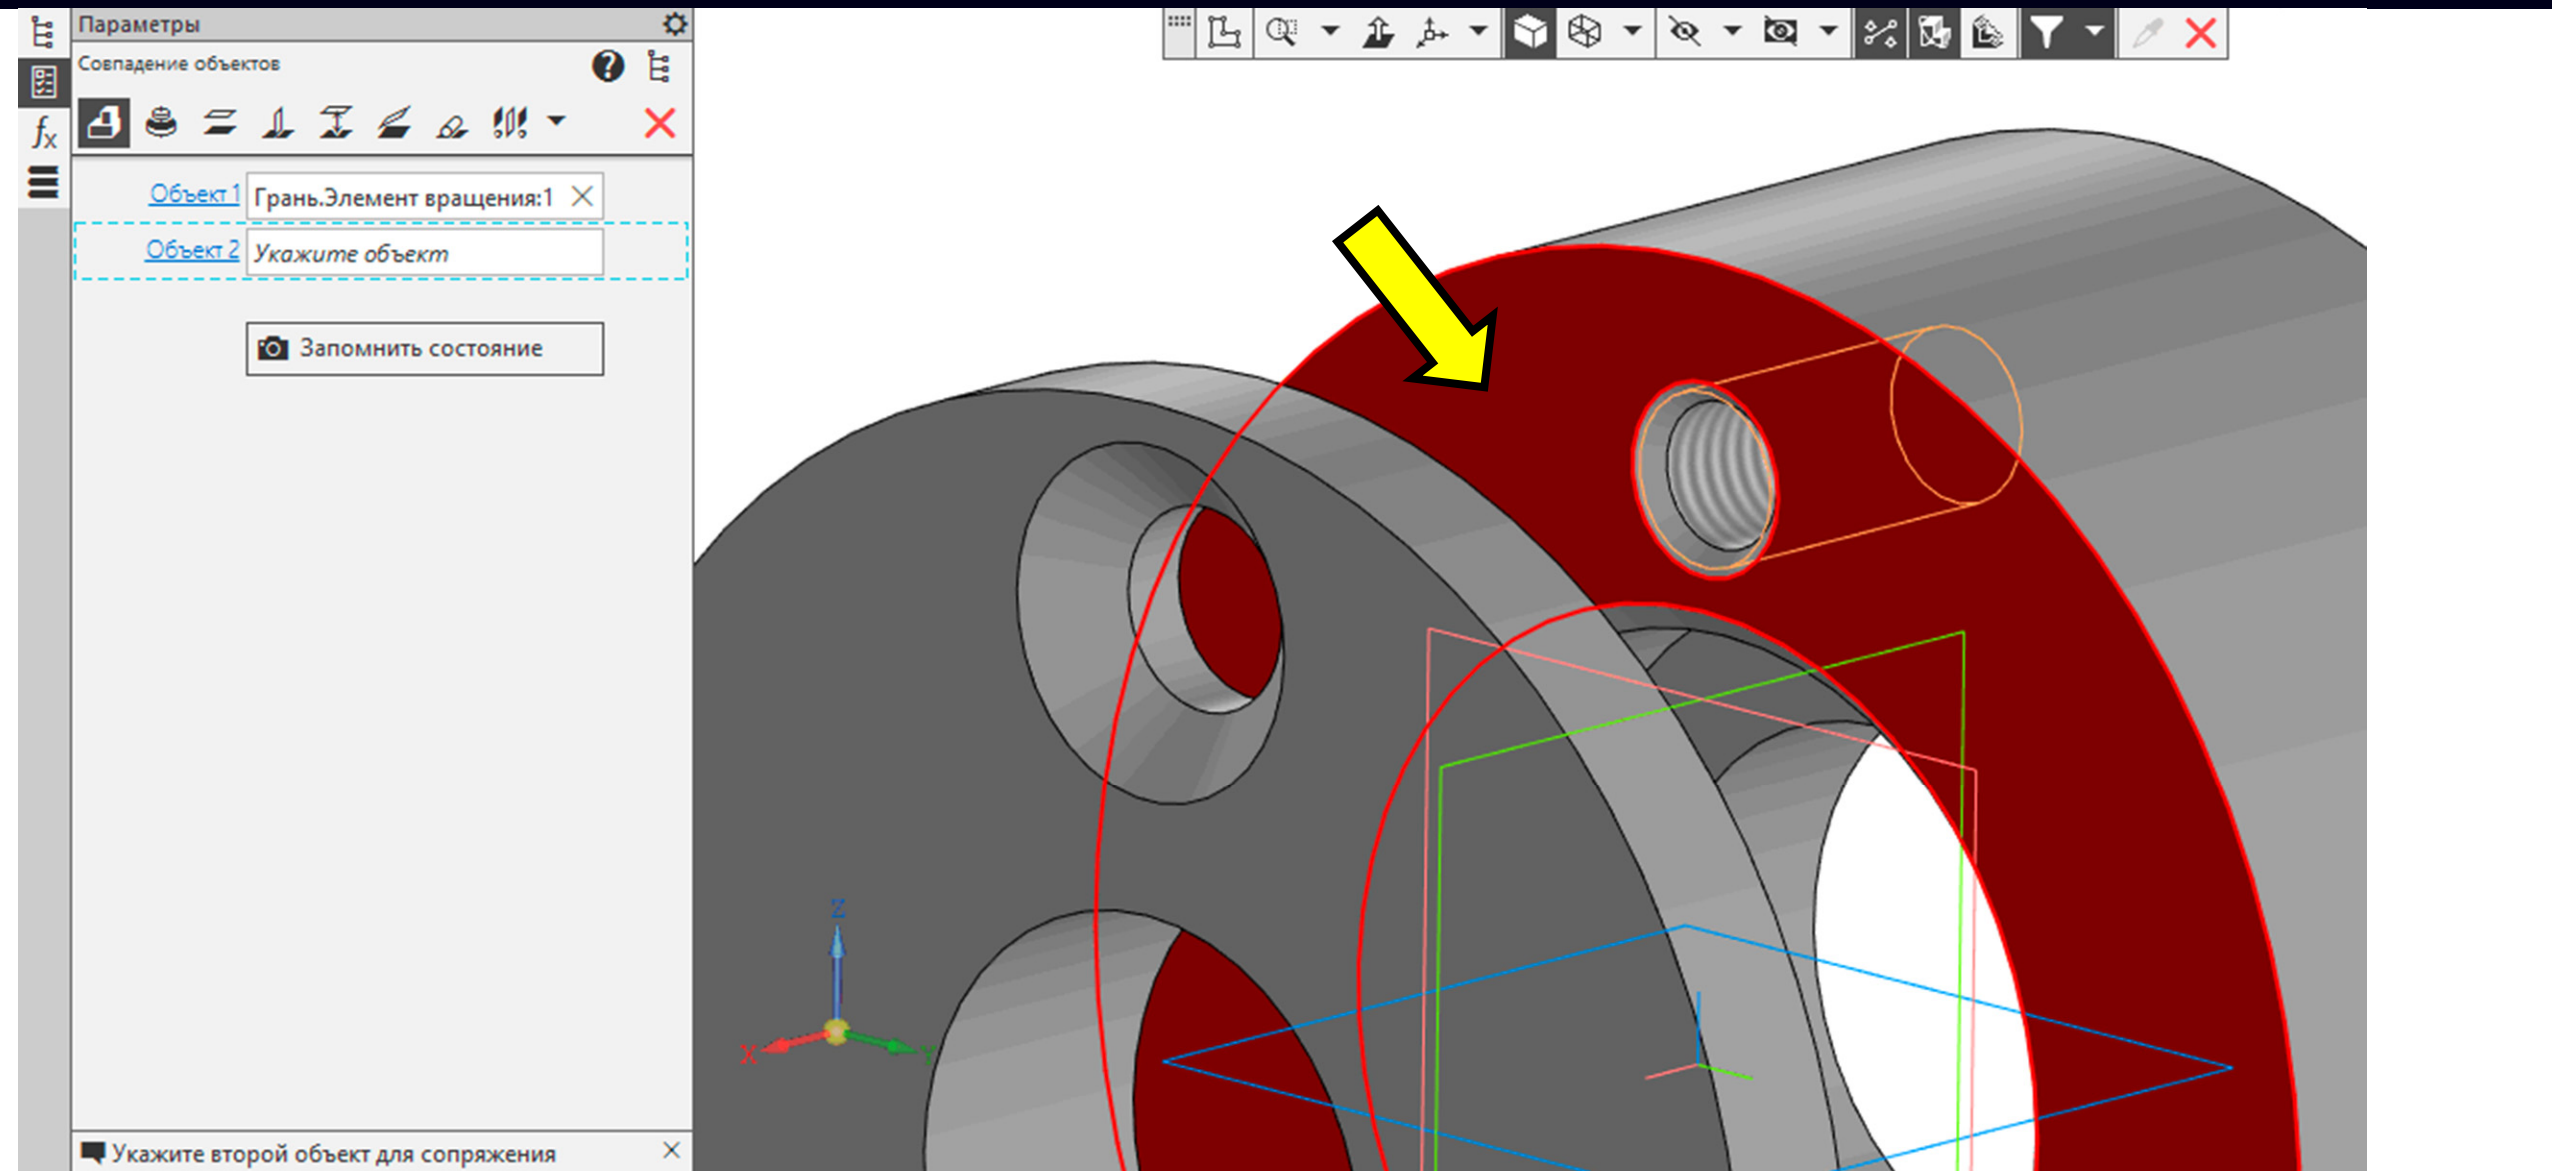 Параметры
Совпадение объектов
fx
Объект 1 Грань.Элемент вращения:1
Объект 2 Укажите объект
Запомнить состояние
Z
X
Y
Укажите второй объект для сопряжения